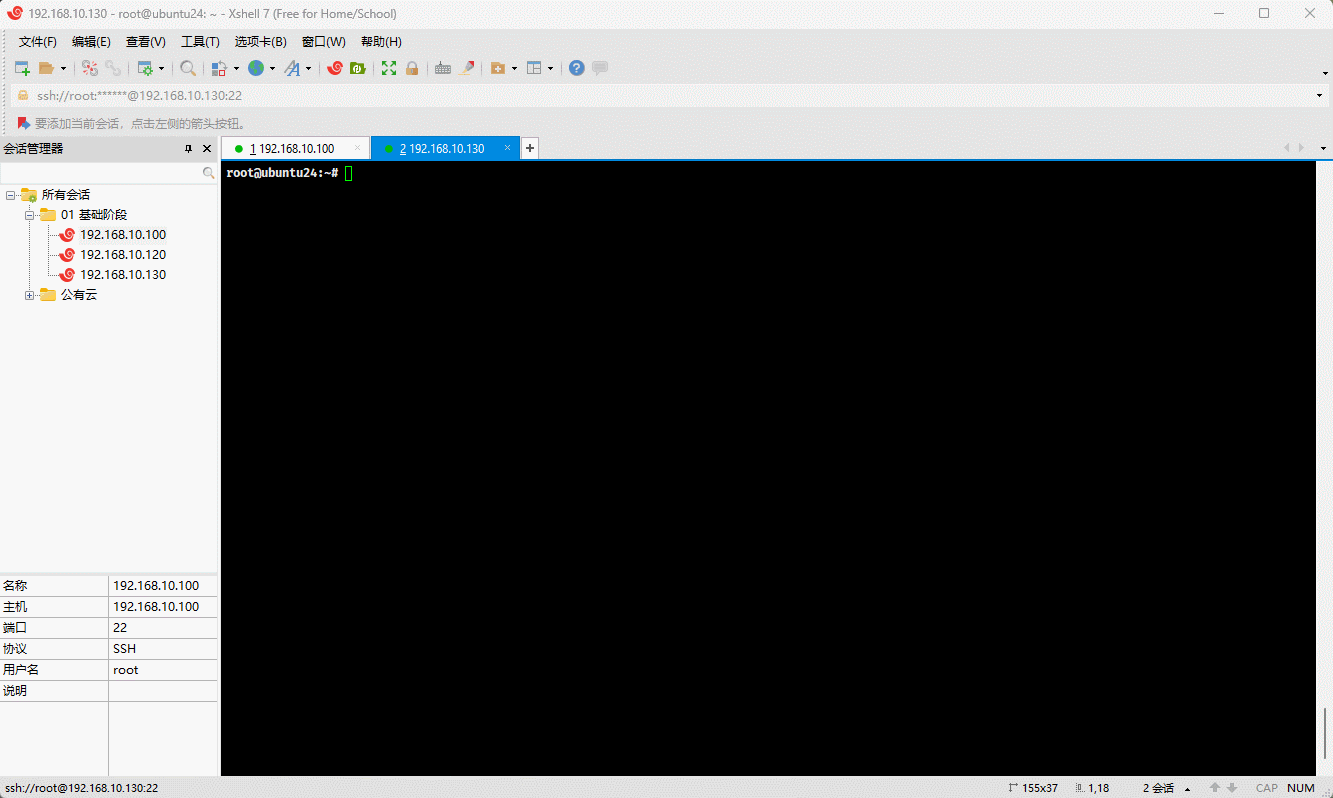 192.168.10.130 - root@ubuntu24: ~ - Xshell 7 (Free for Home/School)
文件(F) 编辑(E) 查看(V) 工具(T) 选项卡(B) 窗口(W) 帮助(H)
ssh://root:******@192.168.10.130:22
要添加当前会话，点击左侧的箭头按钮。
会话管理器
1 192.168.10.100
2 192.168.10.130
root@ubuntu24:~#
所有会话
01 基础阶段
192.168.10.100
192.168.10.120
192.168.10.130
公有云
名称 192.168.10.100
主机 192.168.10.100
端口 22
协议 SSH
用户名 root
说明
ssh://root@192.168.10.130:22 155x37 1,18 2 会话 CAP NUM